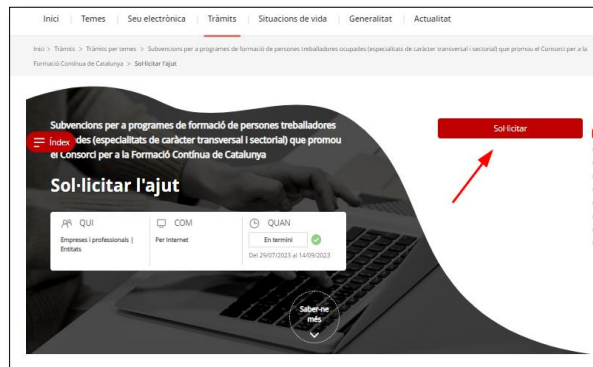 Inici Temes Seu electrònica Tràmits Situacions de vida Generalitat Actualitat
Inici > Tràmits > Tràmits per temes > Subvencions per a programes de formació de persones treballadores ocupades (especialitats de caràcter transversal i sectorial) que promou el Consorci per a la
Formació Contínua de Catalunya > Sol·licitar l'ajut
Subvencions per a programes de formació de persones treballadores
Índex des (especialitats de caràcter transversal i sectorial) que promou
el Consorci per a la Formació Contínua de Catalunya
Sol·licitar l'ajut
QUI
Empreses i professionals |
Entitats
COM
Per internet
QUAN
En termini
Del 29/07/2023 al 14/09/2023
Saber-ne
més
Sol·licitar